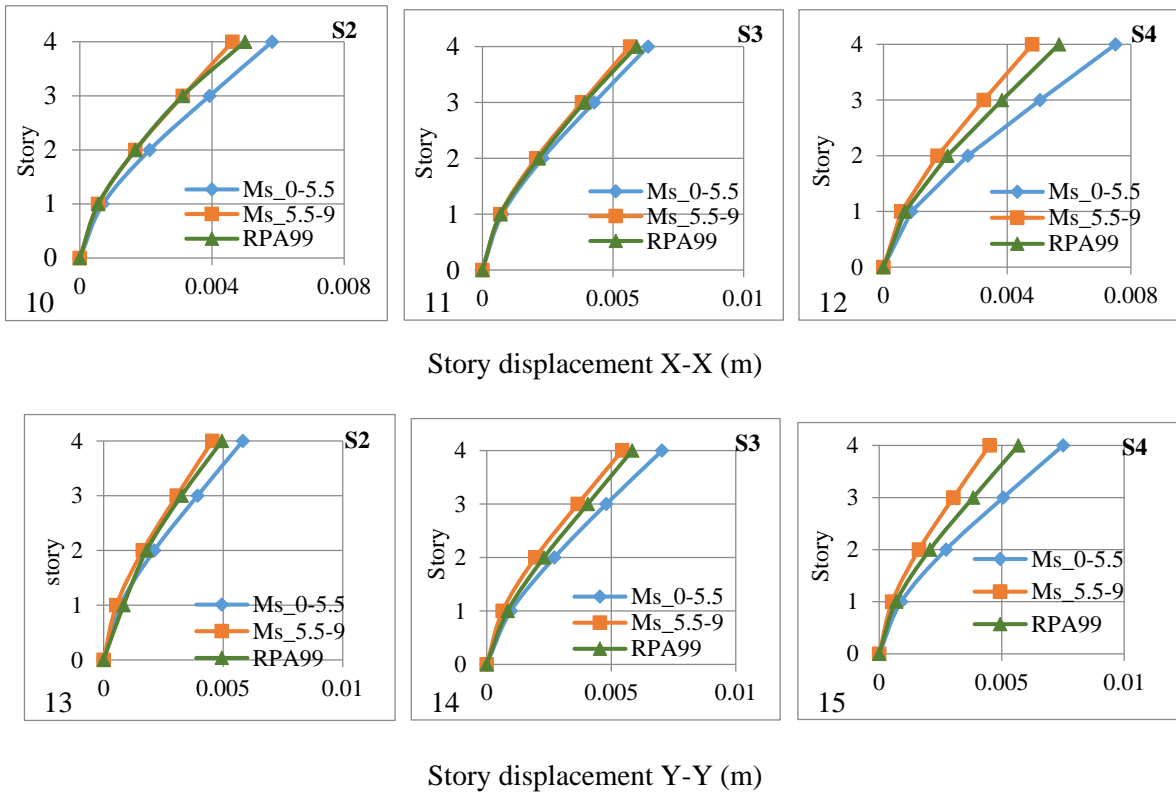 S2
4
3
2
1
0
Story
Ms_0-5.5
Ms_5.5-9
RPA99
0 0.004 0.008
10
S3
4
3
2
1
0
Story
Ms_0-5.5
Ms_5.5-9
RPA99
0 0.005 0.01
11
S4
4
3
2
1
0
Story
Ms_0-5.5
Ms_5.5-9
RPA99
0 0.004 0.008
12
Story displacement X-X (m)
S2
4
3
2
1
0
story
Ms_0-5.5
Ms_5.5-9
RPA99
0 0.005 0.01
13
S3
4
3
2
1
0
Story
Ms_0-5.5
Ms_5.5-9
RPA99
0 0.005 0.01
14
S4
4
3
2
1
0
Story
Ms_0-5.5
Ms_5.5-9
RPA99
0 0.005 0.01
15
Story displacement Y-Y (m)